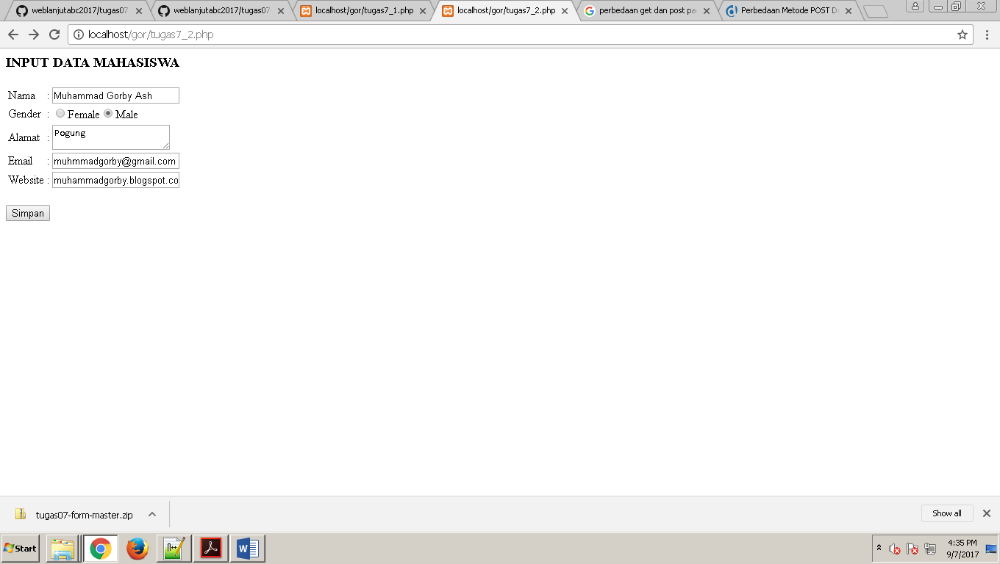 weblanjutabc2017/tugas07 weblanjutabc2017/tugas07 localhost/gor/tugas7_1.php localhost/gor/tugas7_2.php perbedaan get dan post pa Perbedaan Metode POST D
localhost/gor/tugas7_2.php
INPUT DATA MAHASISWA
Nama : Muhammad Gorby Ash
Gender : Female Male
Alamat : Pogung
Email : muhmmadgorby@gmail.com
Website : muhammadgorby.blogspot.co
Simpan
tugas07-form-master.zip Show all
Start 4:35 PM
9/7/2017